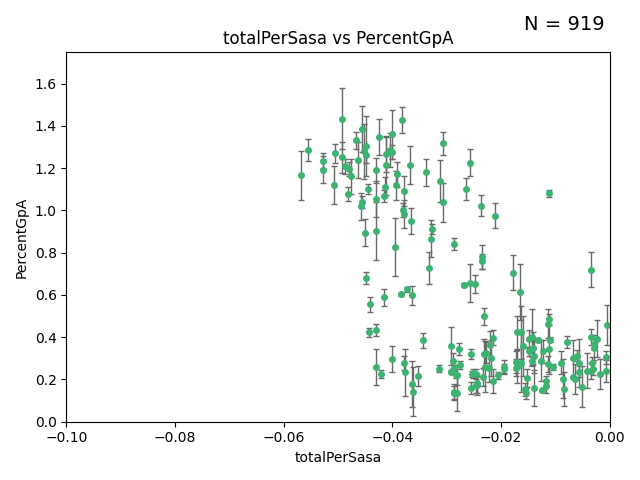 N = 919
totalPerSasa vs PercentGpA
PercentGpA
1.6
1.4
1.2
1.0
0.8
0.6
0.4
0.2
0.0
−0.10 −0.08 −0.06 −0.04 −0.02 0.00
totalPerSasa